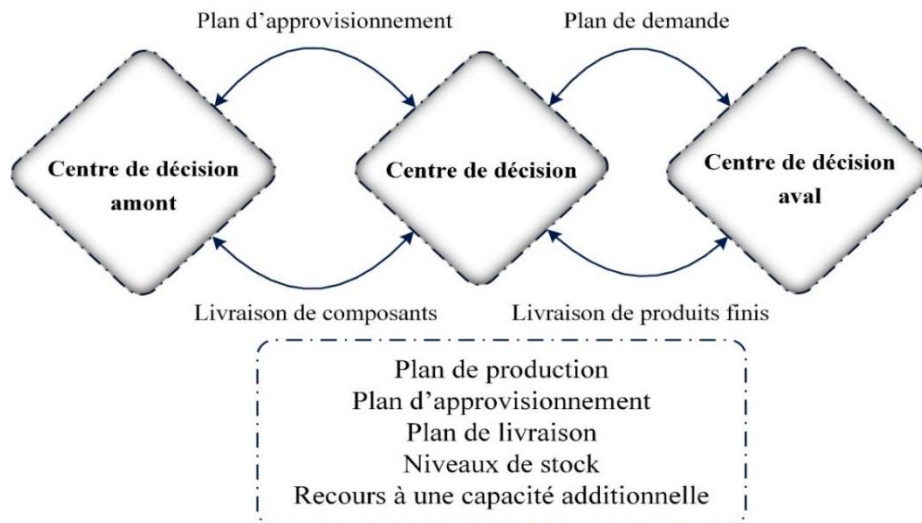 Plan d’approvisionnement
Plan de demande
Centre de décision
amont
Centre de décision
Centre de décision
aval
Livraison de composants
Livraison de produits finis
Plan de production
Plan d’approvisionnement
Plan de livraison
Niveaux de stock
Recours à une capacité additionnelle